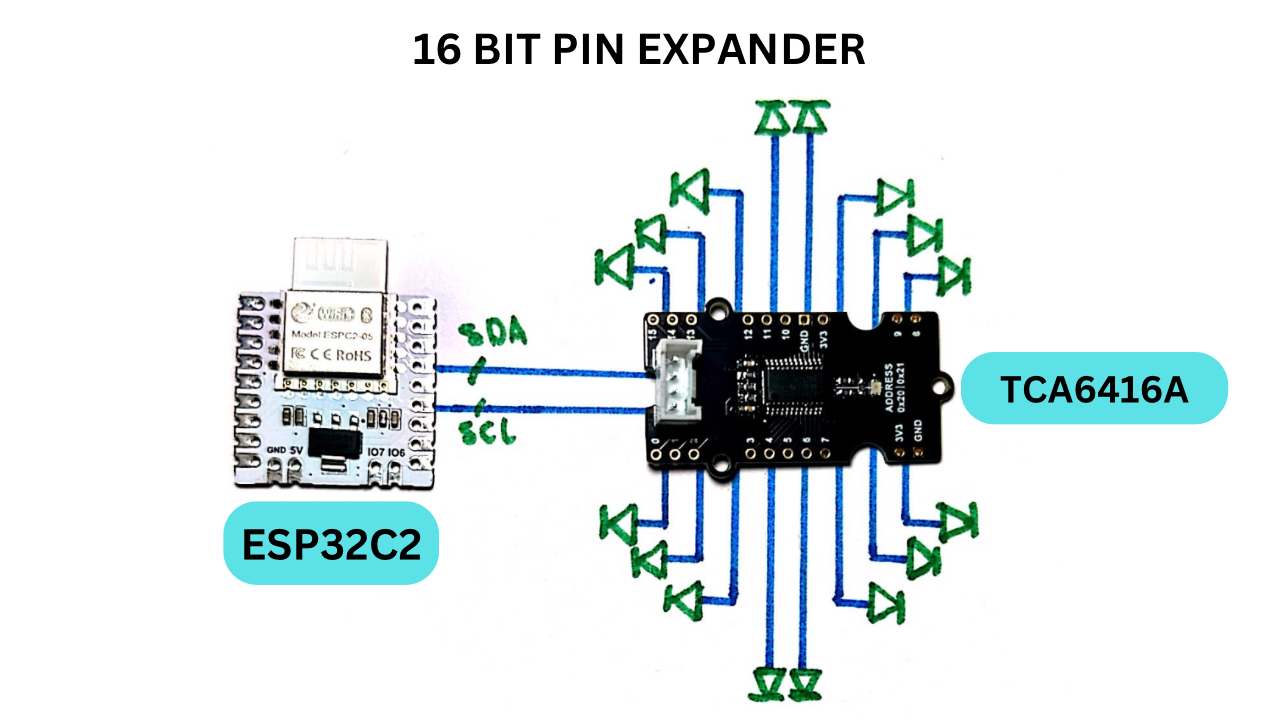 16 BIT PIN EXPANDER
SDA
SCL
Model ESPC2-05
FC CE RoHS
GND 5V
IO7 IO6
ESP32C2
15
13
12
11
10
GND
3V3
9
8
ADDRESS
0x20|0x21
0
1
2
3
4
5
6
7
3V3
GND
TCA6416A